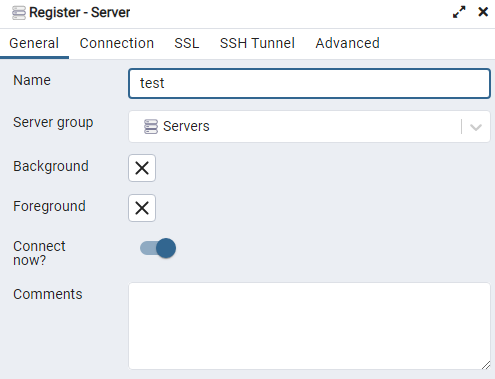 Register - Server
General Connection SSL SSH Tunnel Advanced
Name test
Server group Servers
Background
Foreground
Connect
now?
Comments